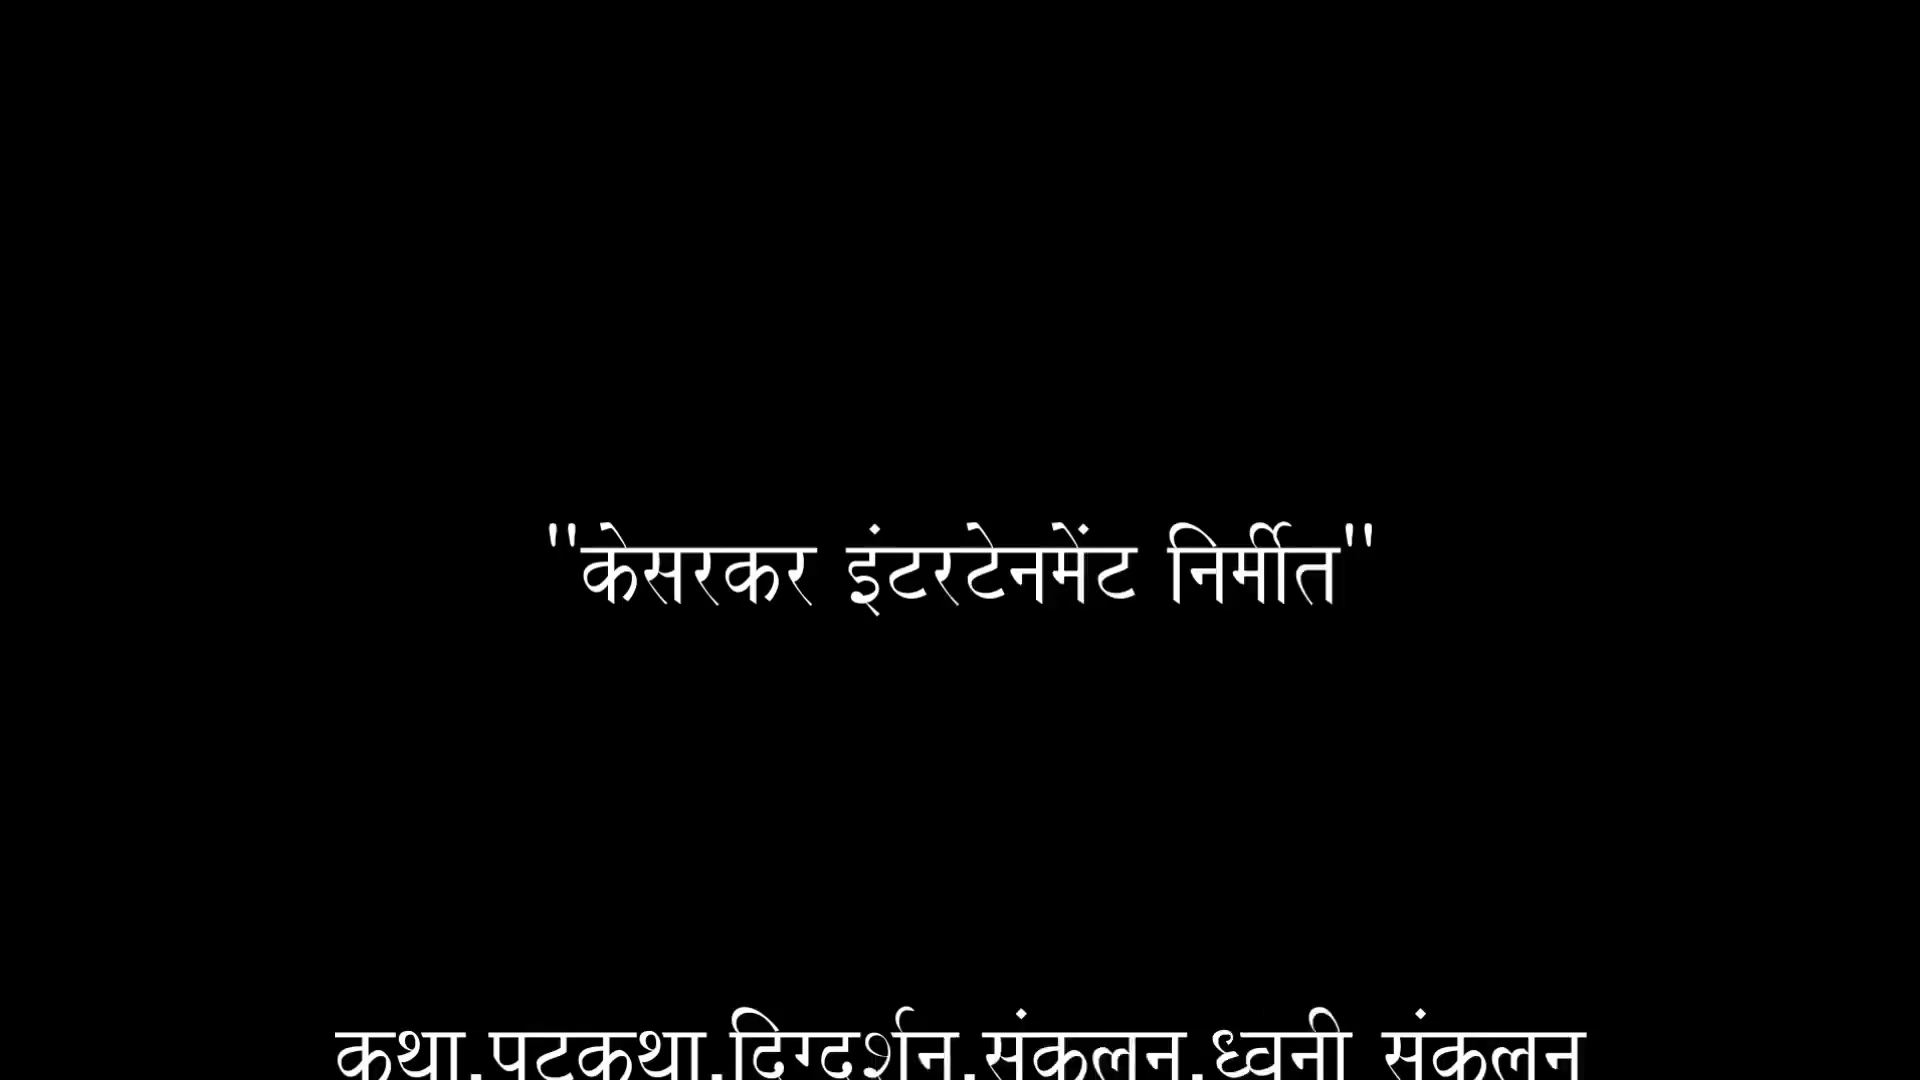 "केसरकर इंटरटेनमेंट निर्मीत"
कथा,पटकथा,दिग्दर्शन,संकलन,ध्वनी संकलन